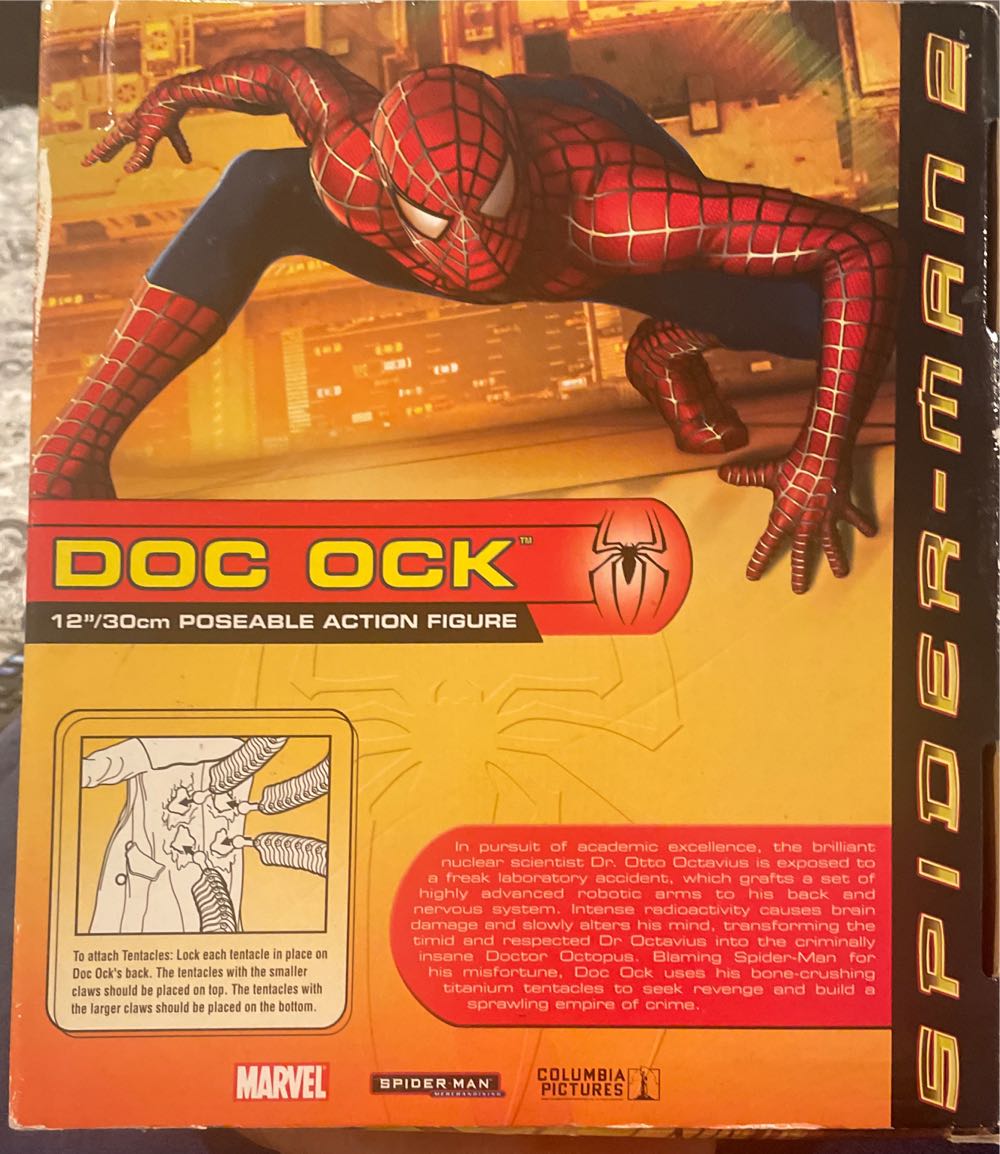 SPIDER-MAN 2
DOC OCK™
12"/30cm POSEABLE ACTION FIGURE
To attach Tentacles: Lock each tentacle in place on
Doc Ock's back. The tentacles with the smaller
claws should be placed on top. The tentacles with
the larger claws should be placed on the bottom.
In pursuit of academic excellence, the brilliant
nuclear scientist Dr. Otto Octavius is exposed to
a freak laboratory accident, which grafts a set of
highly advanced robotic arms to his back and
nervous system. Intense radioactivity causes brain
damage and slowly alters his mind, transforming the
timid and respected Dr Octavius into the criminally
insane Doctor Octopus. Blaming Spider-Man for
his misfortune, Doc Ock uses his bone-crushing
titanium tentacles to seek revenge and build a
sprawling empire of crime.
MARVEL
SPIDER-MAN
MERCHANDISING
COLUMBIA
PICTURES